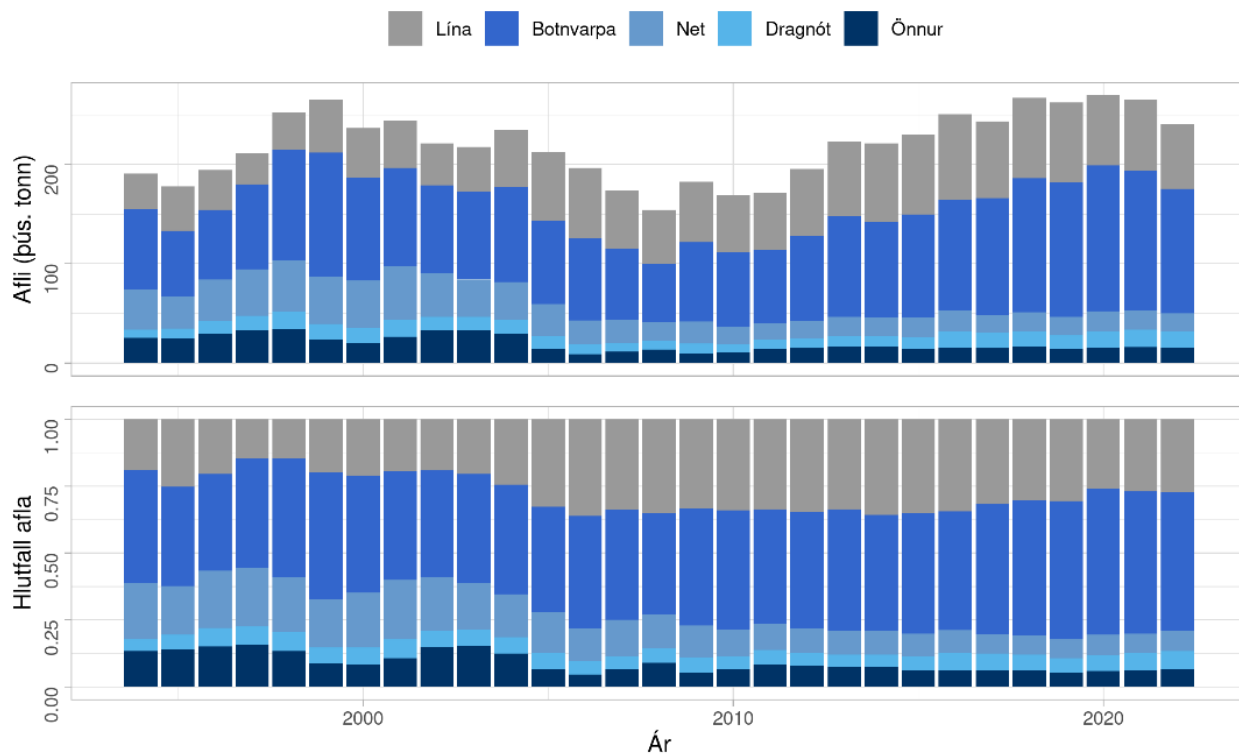 Lína Botnvarpa Net Dragnót Önnur
Afli (þús. tonn)
200
100
0
Hlutfall afla
1.00
0.75
0.50
0.25
0.00
2000 2010 2020
Ár